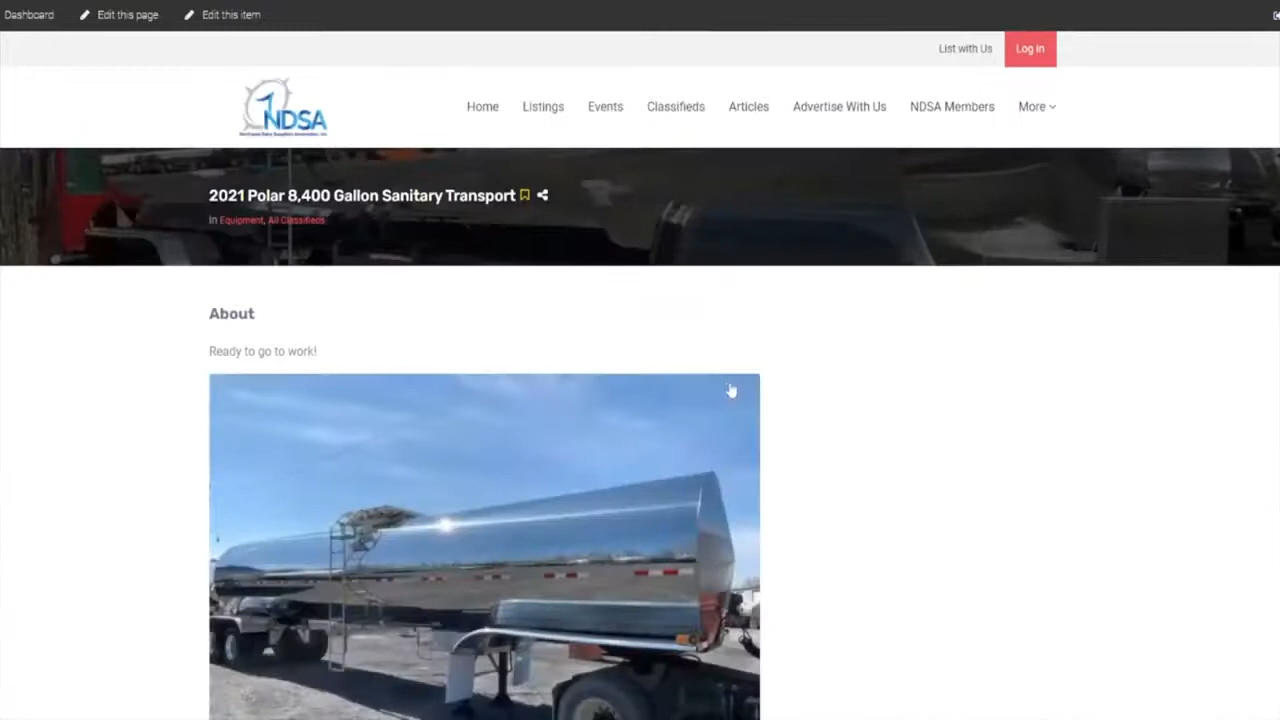 Dashboard Edit this page Edit this item
List with Us Log in
NDSA
Home Listings Events Classifieds Articles Advertise With Us NDSA Members More
2021 Polar 8,400 Gallon Sanitary Transport
In Equipment, All Classifieds
About
Ready to go to work!